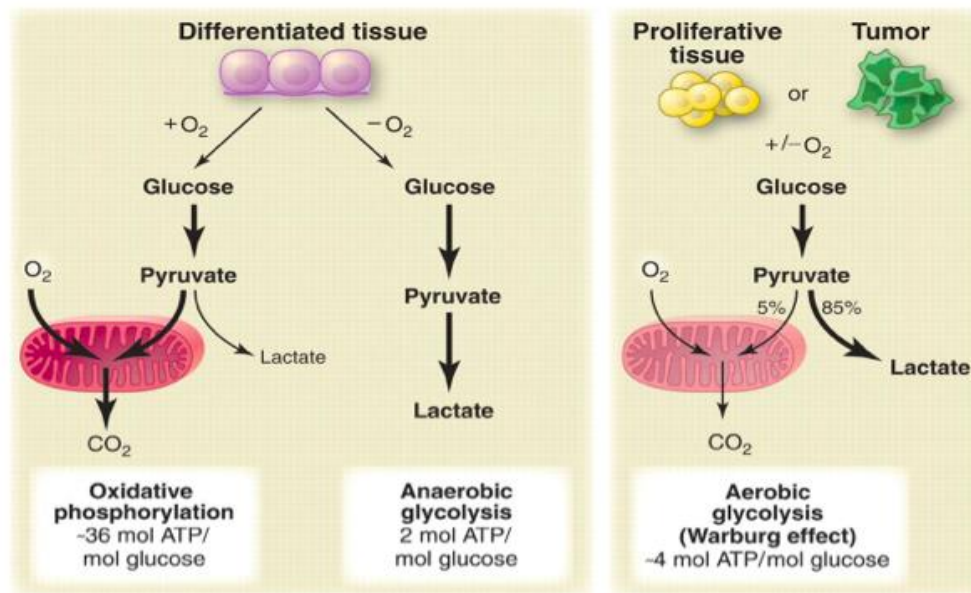 Differentiated tissue
+O₂
−O₂
Glucose
Pyruvate
O₂
Lactate
CO₂
Oxidative
phosphorylation
~36 mol ATP/
mol glucose
Glucose
Pyruvate
Lactate
Anaerobic
glycolysis
2 mol ATP/
mol glucose
Proliferative
tissue
or
Tumor
+/−O₂
Glucose
O₂
Pyruvate
5%
85%
Lactate
CO₂
Aerobic
glycolysis
(Warburg effect)
~4 mol ATP/mol glucose